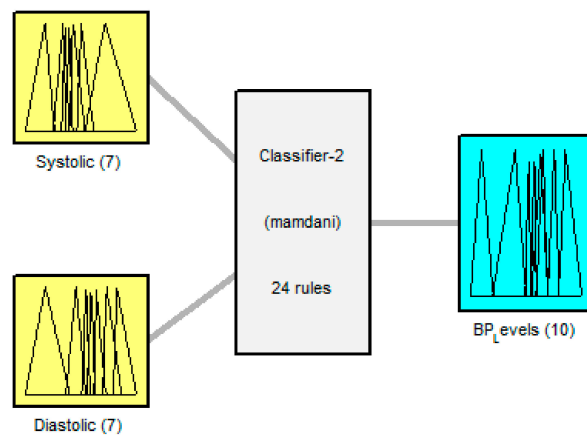 Systolic (7)
Classifier-2
(mamdani)
24 rules
BP_Levels (10)
Diastolic (7)